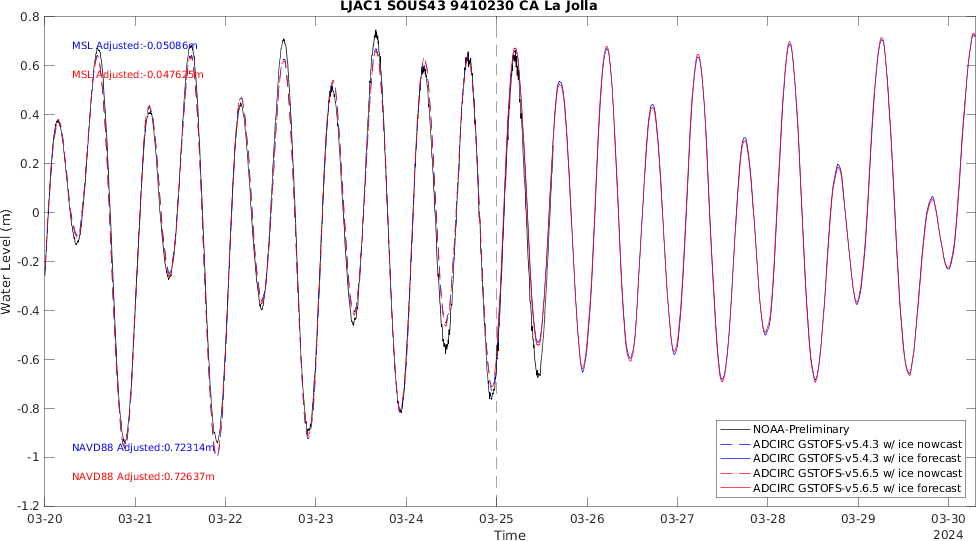 LJAC1 SOUS43 9410230 CA La Jolla
MSL Adjusted:-0.05086m
MSL Adjusted:-0.047625m
NAVD88 Adjusted:0.72314m
NAVD88 Adjusted:0.72637m
Water Level (m)
0.8
0.6
0.4
0.2
0
-0.2
-0.4
-0.6
-0.8
-1
-1.2
NOAA-Preliminary
ADCIRC GSTOFS-v5.4.3 w/ ice nowcast
ADCIRC GSTOFS-v5.4.3 w/ ice forecast
ADCIRC GSTOFS-v5.6.5 w/ ice nowcast
ADCIRC GSTOFS-v5.6.5 w/ ice forecast
03-20 03-21 03-22 03-23 03-24 03-25 03-26 03-27 03-28 03-29 03-30
Time
2024